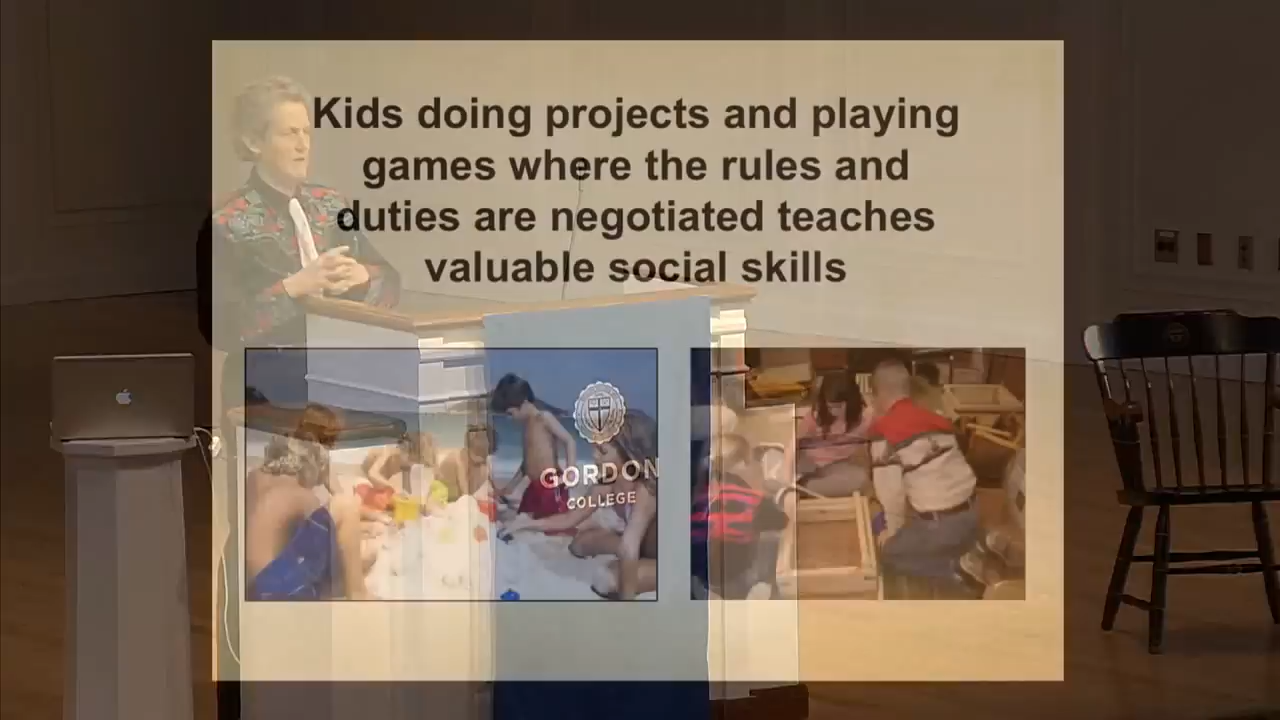 Kids doing projects and playing
games where the rules and
duties are negotiated teaches
valuable social skills
GORDON
COLLEGE